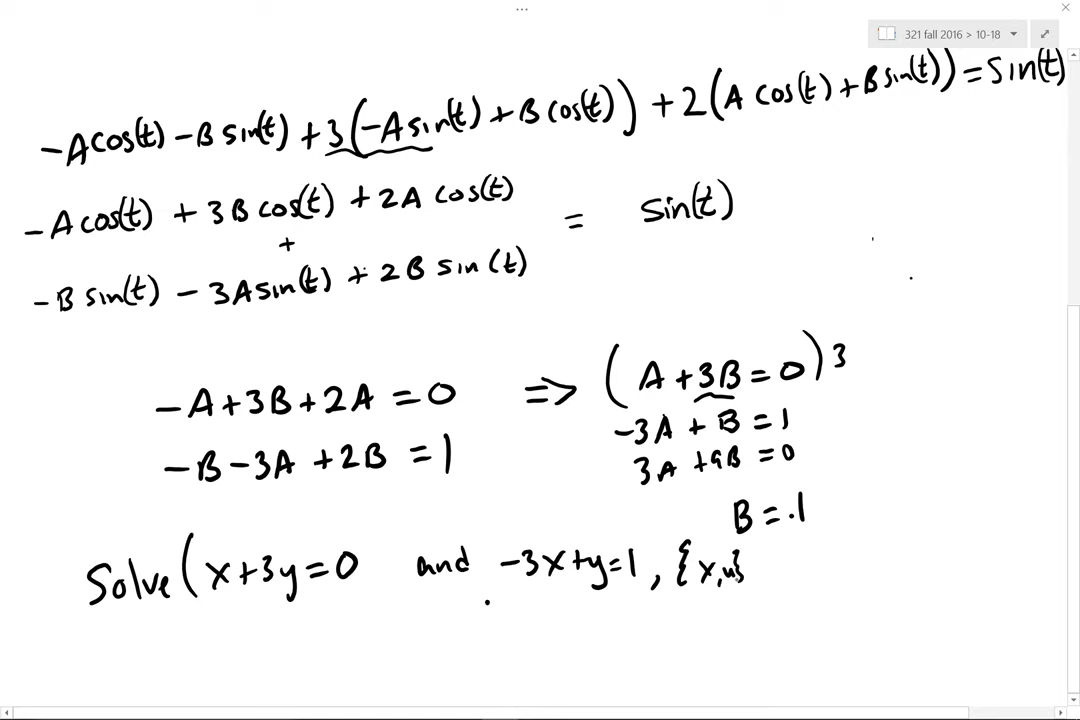 321 fall 2016 > 10-18
-A cos(t) - B sin(t) + 3(-A sin(t) + B cos(t)) + 2(A cos(t) + B sin(t)) = sin(t)
-A cos(t) + 3B cos(t) + 2A cos(t)
+
= sin(t)
-B sin(t) - 3A sin(t) + 2B sin(t)
-A + 3B + 2A = 0 => (A + 3B = 0)3
-B - 3A + 2B = 1 -3A + B = 1
3A + 9B = 0
B = .1
Solve(x+3y=0 and -3x+y=1, {x,y}